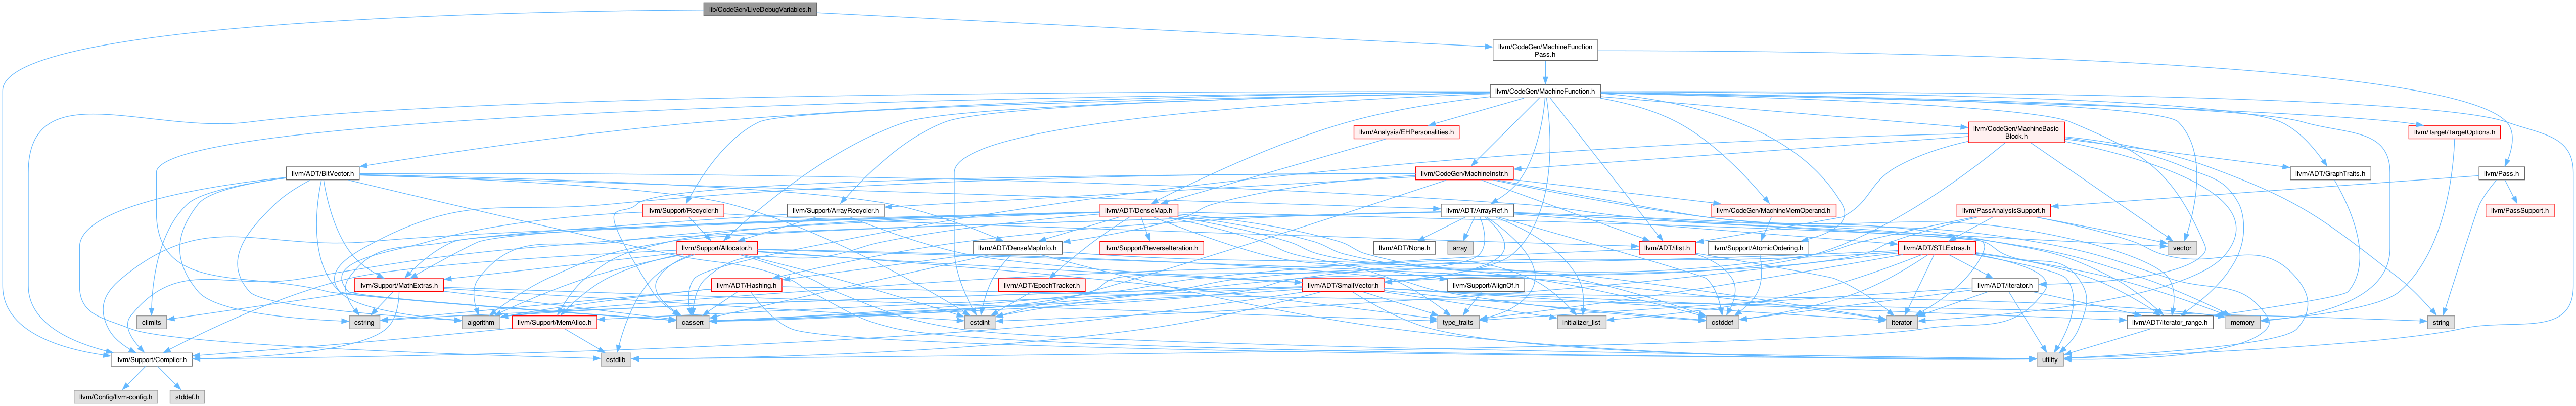 lib/CodeGen/LiveDebugVariables.h
llvm/CodeGen/MachineFunction
Pass.h
llvm/CodeGen/MachineFunction.h
llvm/Analysis/EHPersonalities.h
llvm/CodeGen/MachineBasic
Block.h
llvm/Target/TargetOptions.h
llvm/ADT/BitVector.h
llvm/CodeGen/MachineInstr.h
llvm/ADT/GraphTraits.h
llvm/Pass.h
llvm/Support/Recycler.h
llvm/Support/ArrayRecycler.h
llvm/ADT/DenseMap.h
llvm/ADT/ArrayRef.h
llvm/CodeGen/MachineMemOperand.h
llvm/PassAnalysisSupport.h
llvm/PassSupport.h
llvm/Support/Allocator.h
llvm/ADT/DenseMapInfo.h
llvm/Support/ReverseIteration.h
llvm/ADT/None.h
array
llvm/ADT/ilist.h
llvm/Support/AtomicOrdering.h
llvm/ADT/STLExtras.h
vector
llvm/Support/MathExtras.h
llvm/ADT/Hashing.h
llvm/ADT/EpochTracker.h
llvm/ADT/SmallVector.h
llvm/Support/AlignOf.h
llvm/ADT/iterator.h
climits
cstring
algorithm
llvm/Support/MemAlloc.h
cassert
cstdint
type_traits
initializer_list
cstddef
iterator
llvm/ADT/iterator_range.h
memory
string
llvm/Support/Compiler.h
cstdlib
utility
llvm/Config/llvm-config.h
stddef.h